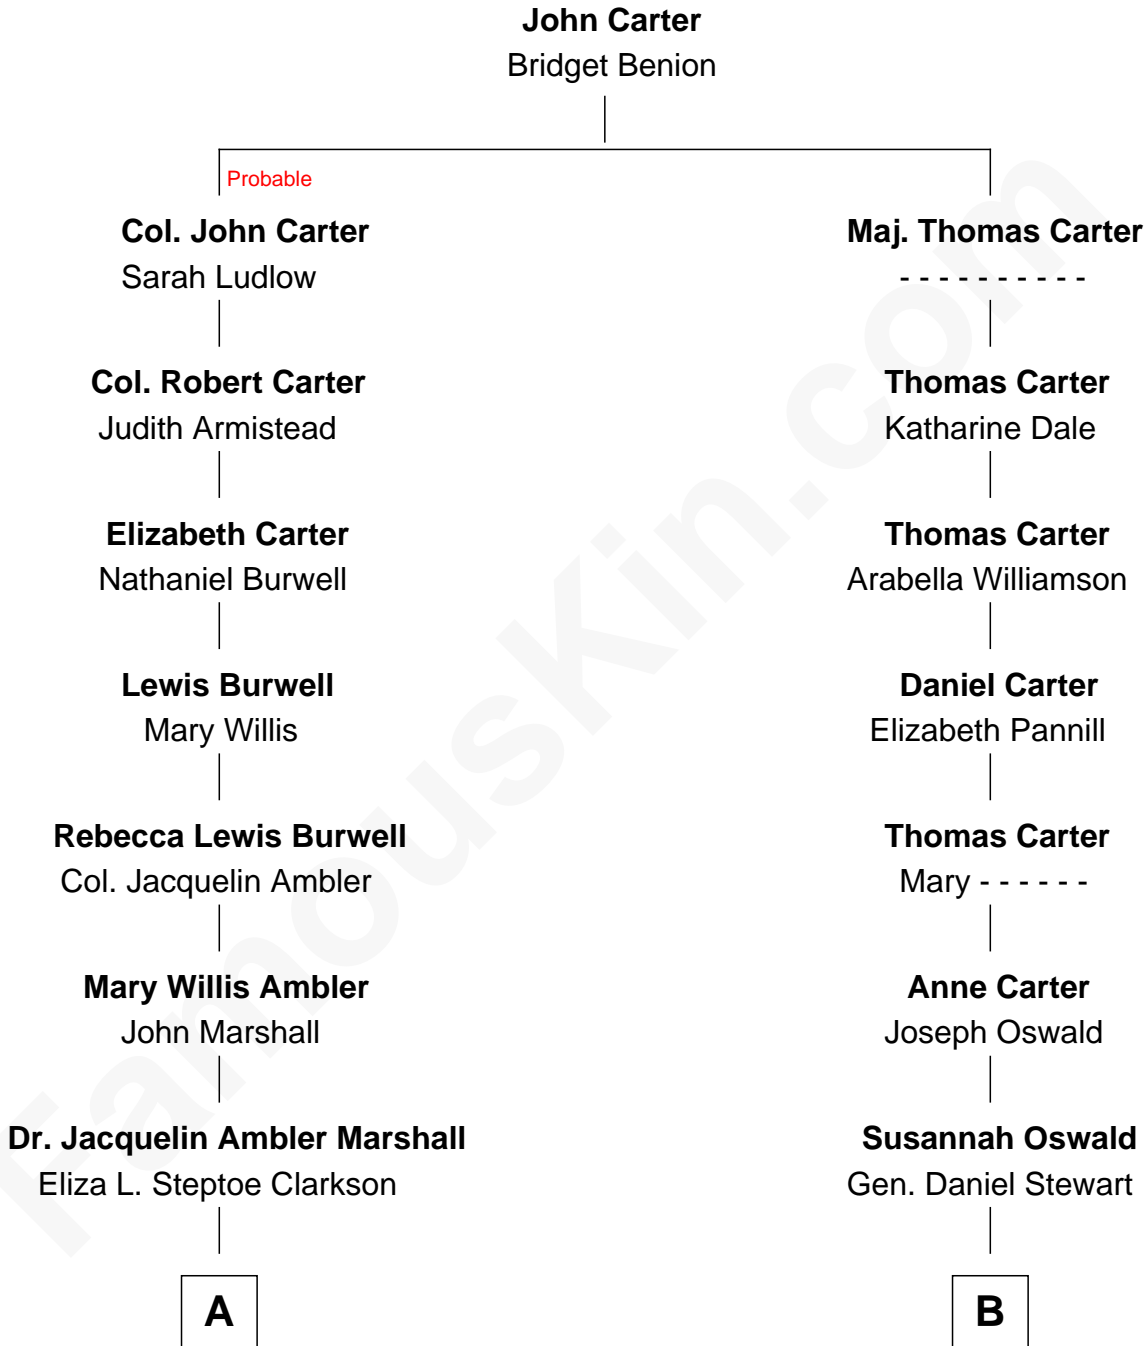 John Carter
Bridget Benion
Probable
Col. John Carter
Sarah Ludlow
Maj. Thomas Carter
- - - - - - - - - -
Col. Robert Carter
Judith Armistead
Thomas Carter
Katharine Dale
Elizabeth Carter
Nathaniel Burwell
Thomas Carter
Arabella Williamson
Lewis Burwell
Mary Willis
Daniel Carter
Elizabeth Pannill
Rebecca Lewis Burwell
Col. Jacquelin Ambler
Thomas Carter
Mary - - - - - -
Mary Willis Ambler
John Marshall
Anne Carter
Joseph Oswald
Dr. Jacquelin Ambler Marshall
Eliza L. Steptoe Clarkson
Susannah Oswald
Gen. Daniel Stewart
A
B
FamousKin.com